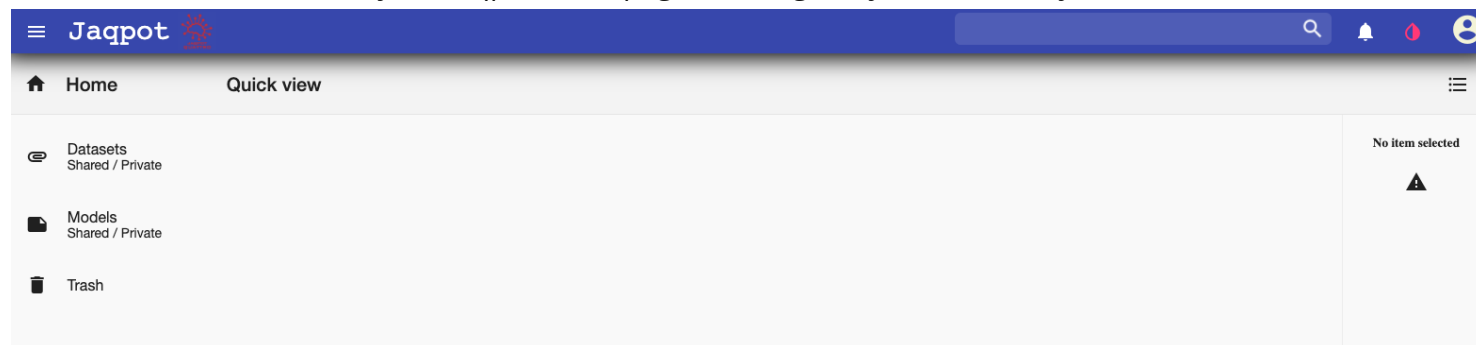 Jaqpot
Home
Quick view
Datasets
Shared / Private
Models
Shared / Private
Trash
No item selected